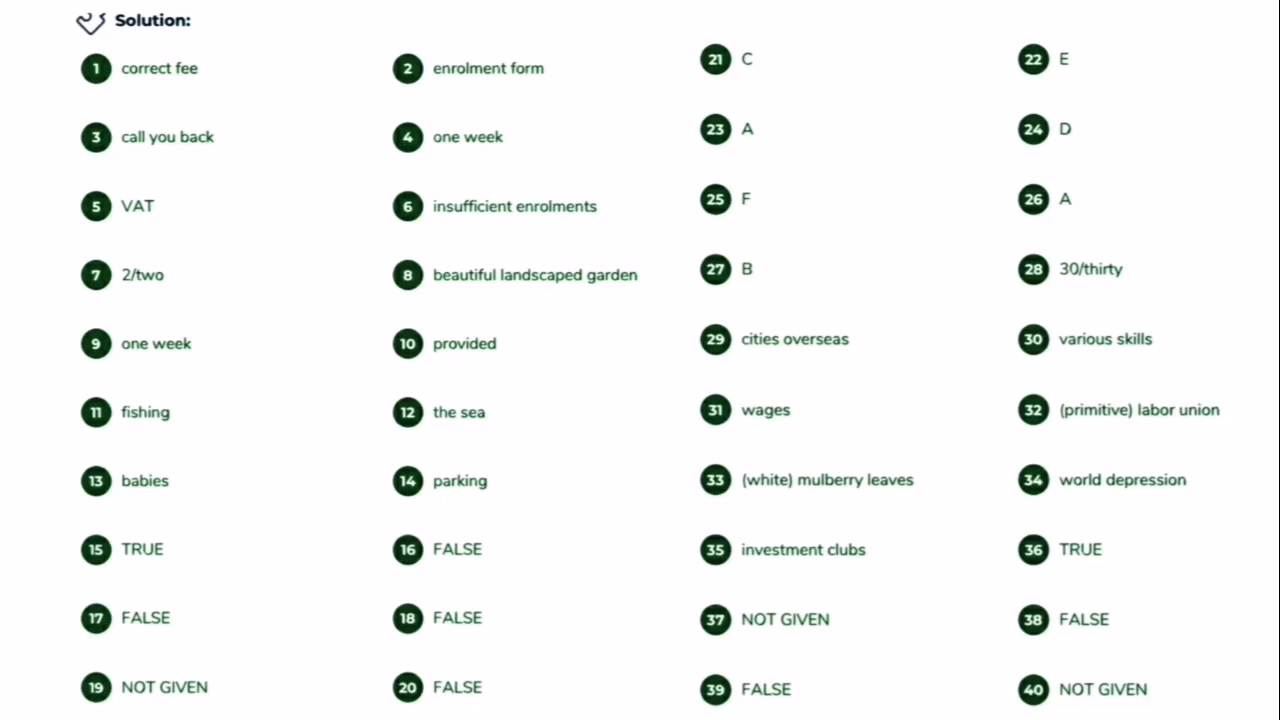 Solution:
1 correct fee
2 enrolment form
3 call you back
4 one week
5 VAT
6 insufficient enrolments
7 2/two
8 beautiful landscaped garden
9 one week
10 provided
11 fishing
12 the sea
13 babies
14 parking
15 TRUE
16 FALSE
17 FALSE
18 FALSE
19 NOT GIVEN
20 FALSE
21 C
22 E
23 A
24 D
25 F
26 A
27 B
28 30/thirty
29 cities overseas
30 various skills
31 wages
32 (primitive) labor union
33 (white) mulberry leaves
34 world depression
35 investment clubs
36 TRUE
37 NOT GIVEN
38 FALSE
39 FALSE
40 NOT GIVEN